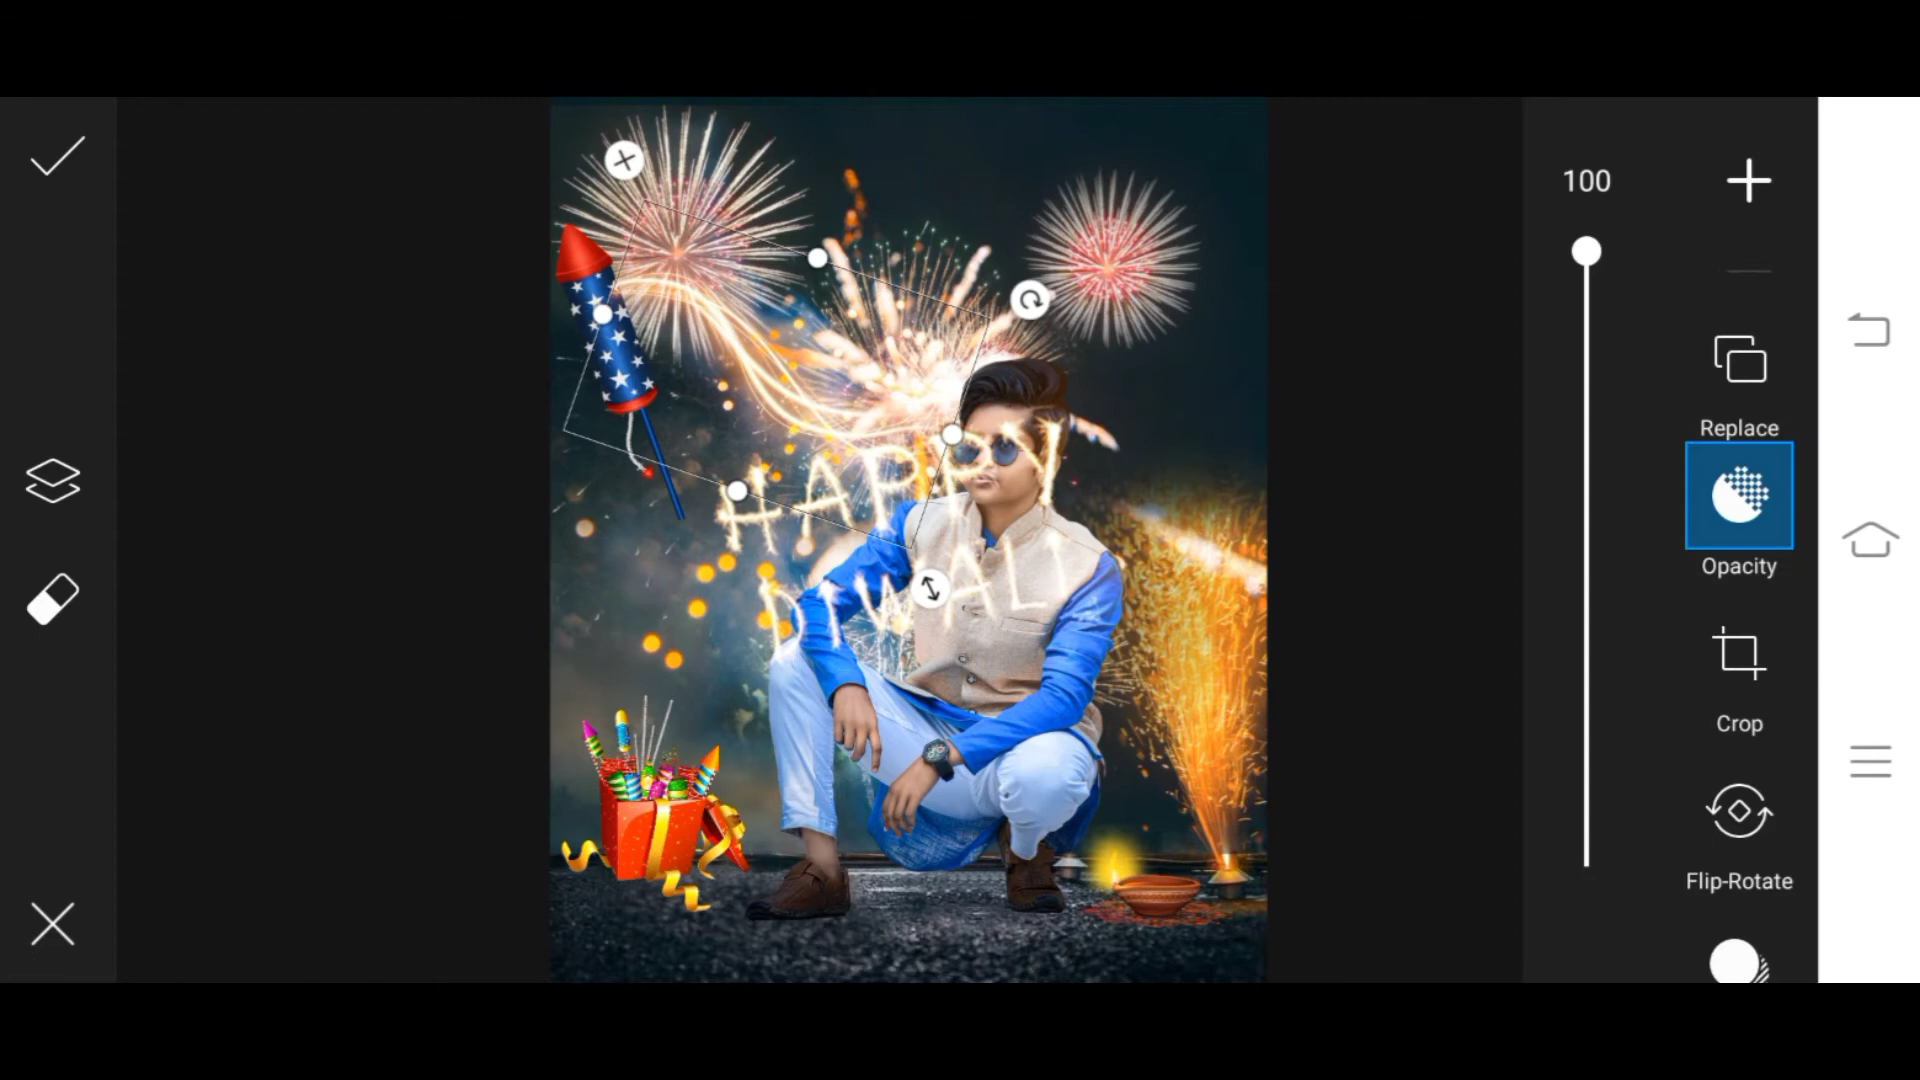 100
Replace
Opacity
Crop
Flip-Rotate
HAPPY
DIWALI